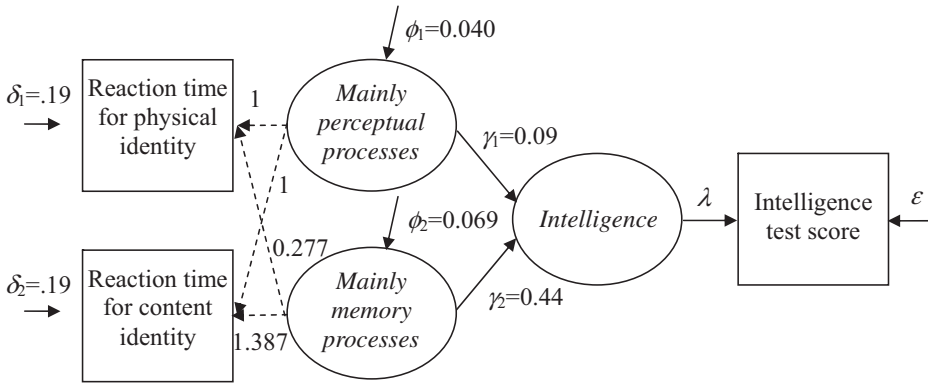 ϕ₁=0.040
δ₁=.19
Reaction time
for physical
identity
1
Mainly
perceptual
processes
γ₁=0.09
1
Intelligence
λ
Intelligence
test score
ε
ϕ₂=0.069
0.277
δ₂=.19
Reaction time
for content
identity
1.387
Mainly
memory
processes
γ₂=0.44